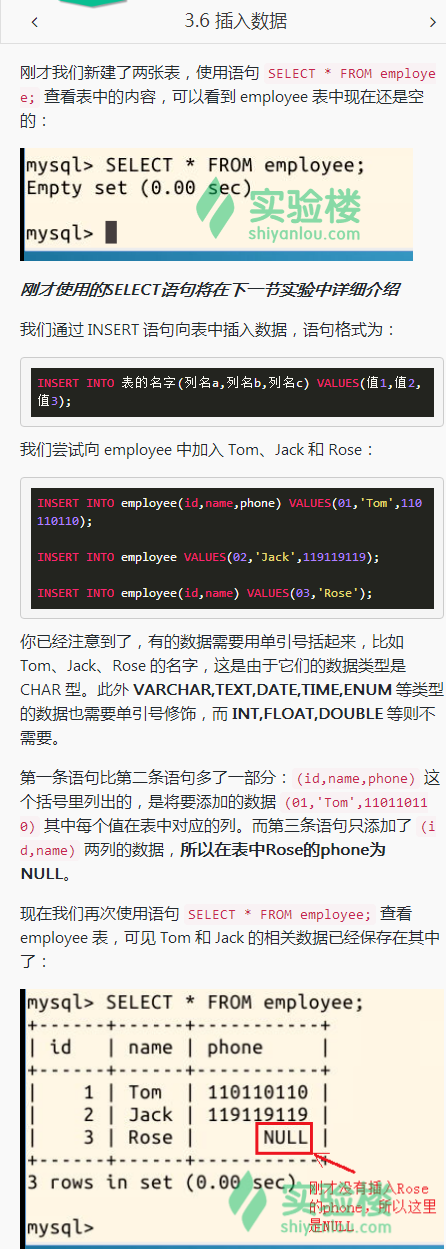 3.6 插入数据
刚才我们新建了两张表，使用语句 SELECT * FROM employe
e; 查看表中的内容，可以看到 employee 表中现在还是空
的：
mysql> SELECT * FROM employee;
Empty set (0.00 sec)
实验楼
shiyanlou.com
mysql>
刚才使用的SELECT语句将在下一节实验中详细介绍
我们通过 INSERT 语句向表中插入数据，语句格式为：
INSERT INTO 表的名字(列名a,列名b,列名c) VALUES(值1,值2,
值3);
我们尝试向 employee 中加入 Tom、Jack 和 Rose：
INSERT INTO employee(id,name,phone) VALUES(01,'Tom',110
110110);
INSERT INTO employee VALUES(02,'Jack',119119119);
INSERT INTO employee(id,name) VALUES(03,'Rose');
你已经注意到了，有的数据需要用单引号括起来，比如
Tom、Jack、Rose 的名字，这是由于它们的数据类型是
CHAR 型。此外 VARCHAR,TEXT,DATE,TIME,ENUM 等类型
的数据也需要单引号修饰，而 INT,FLOAT,DOUBLE 等则不
需要。
第一条语句比第二条语句多了一部分：(id,name,phone) 这
个括号里列出的，是将要添加的数据 (01,'Tom',11011011
0) 其中每个值在表中对应的列。而第三条语句只添加了 (i
d,name) 两列的数据，所以在表中Rose的phone为
NULL。
现在我们再次使用语句 SELECT * FROM employee; 查看
employee 表，可见 Tom 和 Jack 的相关数据已经保存在其中
了：
mysql> SELECT * FROM employee;
+------+------+-----------+
| id   | name | phone     |
+------+------+-----------+
|    1 | Tom  | 110110110 |
|    2 | Jack | 119119119 |
|    3 | Rose |      NULL |
+------+------+-----------+
3 rows in set (0.00 sec)
刚才没有插入Rose
的phone，所以这里
是NULL
实验楼
shiyanlou.com
mysql>